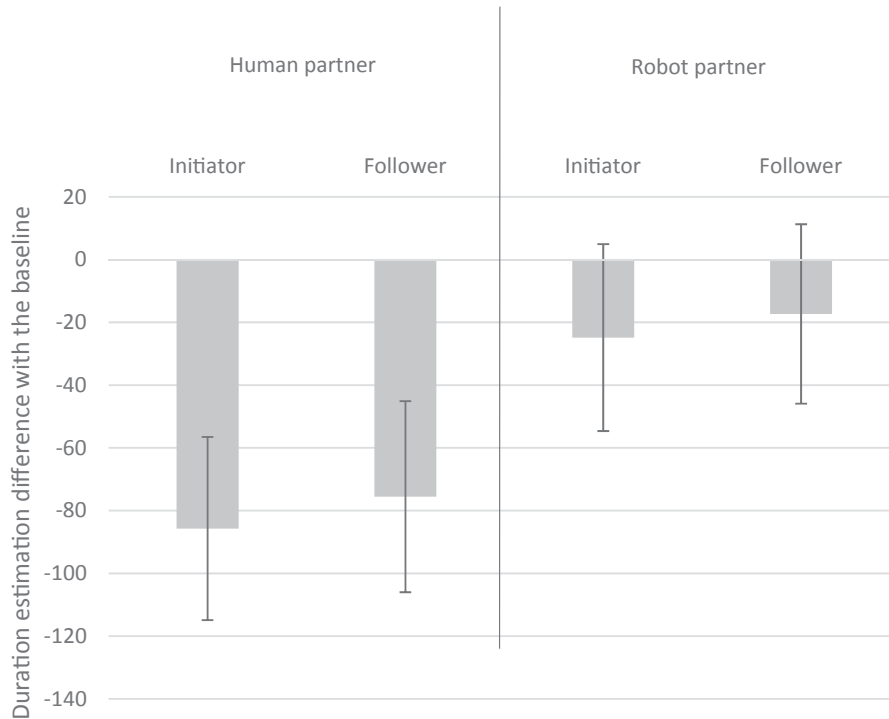 Human partner
Robot partner
Initiator
Follower
Initiator
Follower
Duration estimation difference with the baseline
20
0
-20
-40
-60
-80
-100
-120
-140